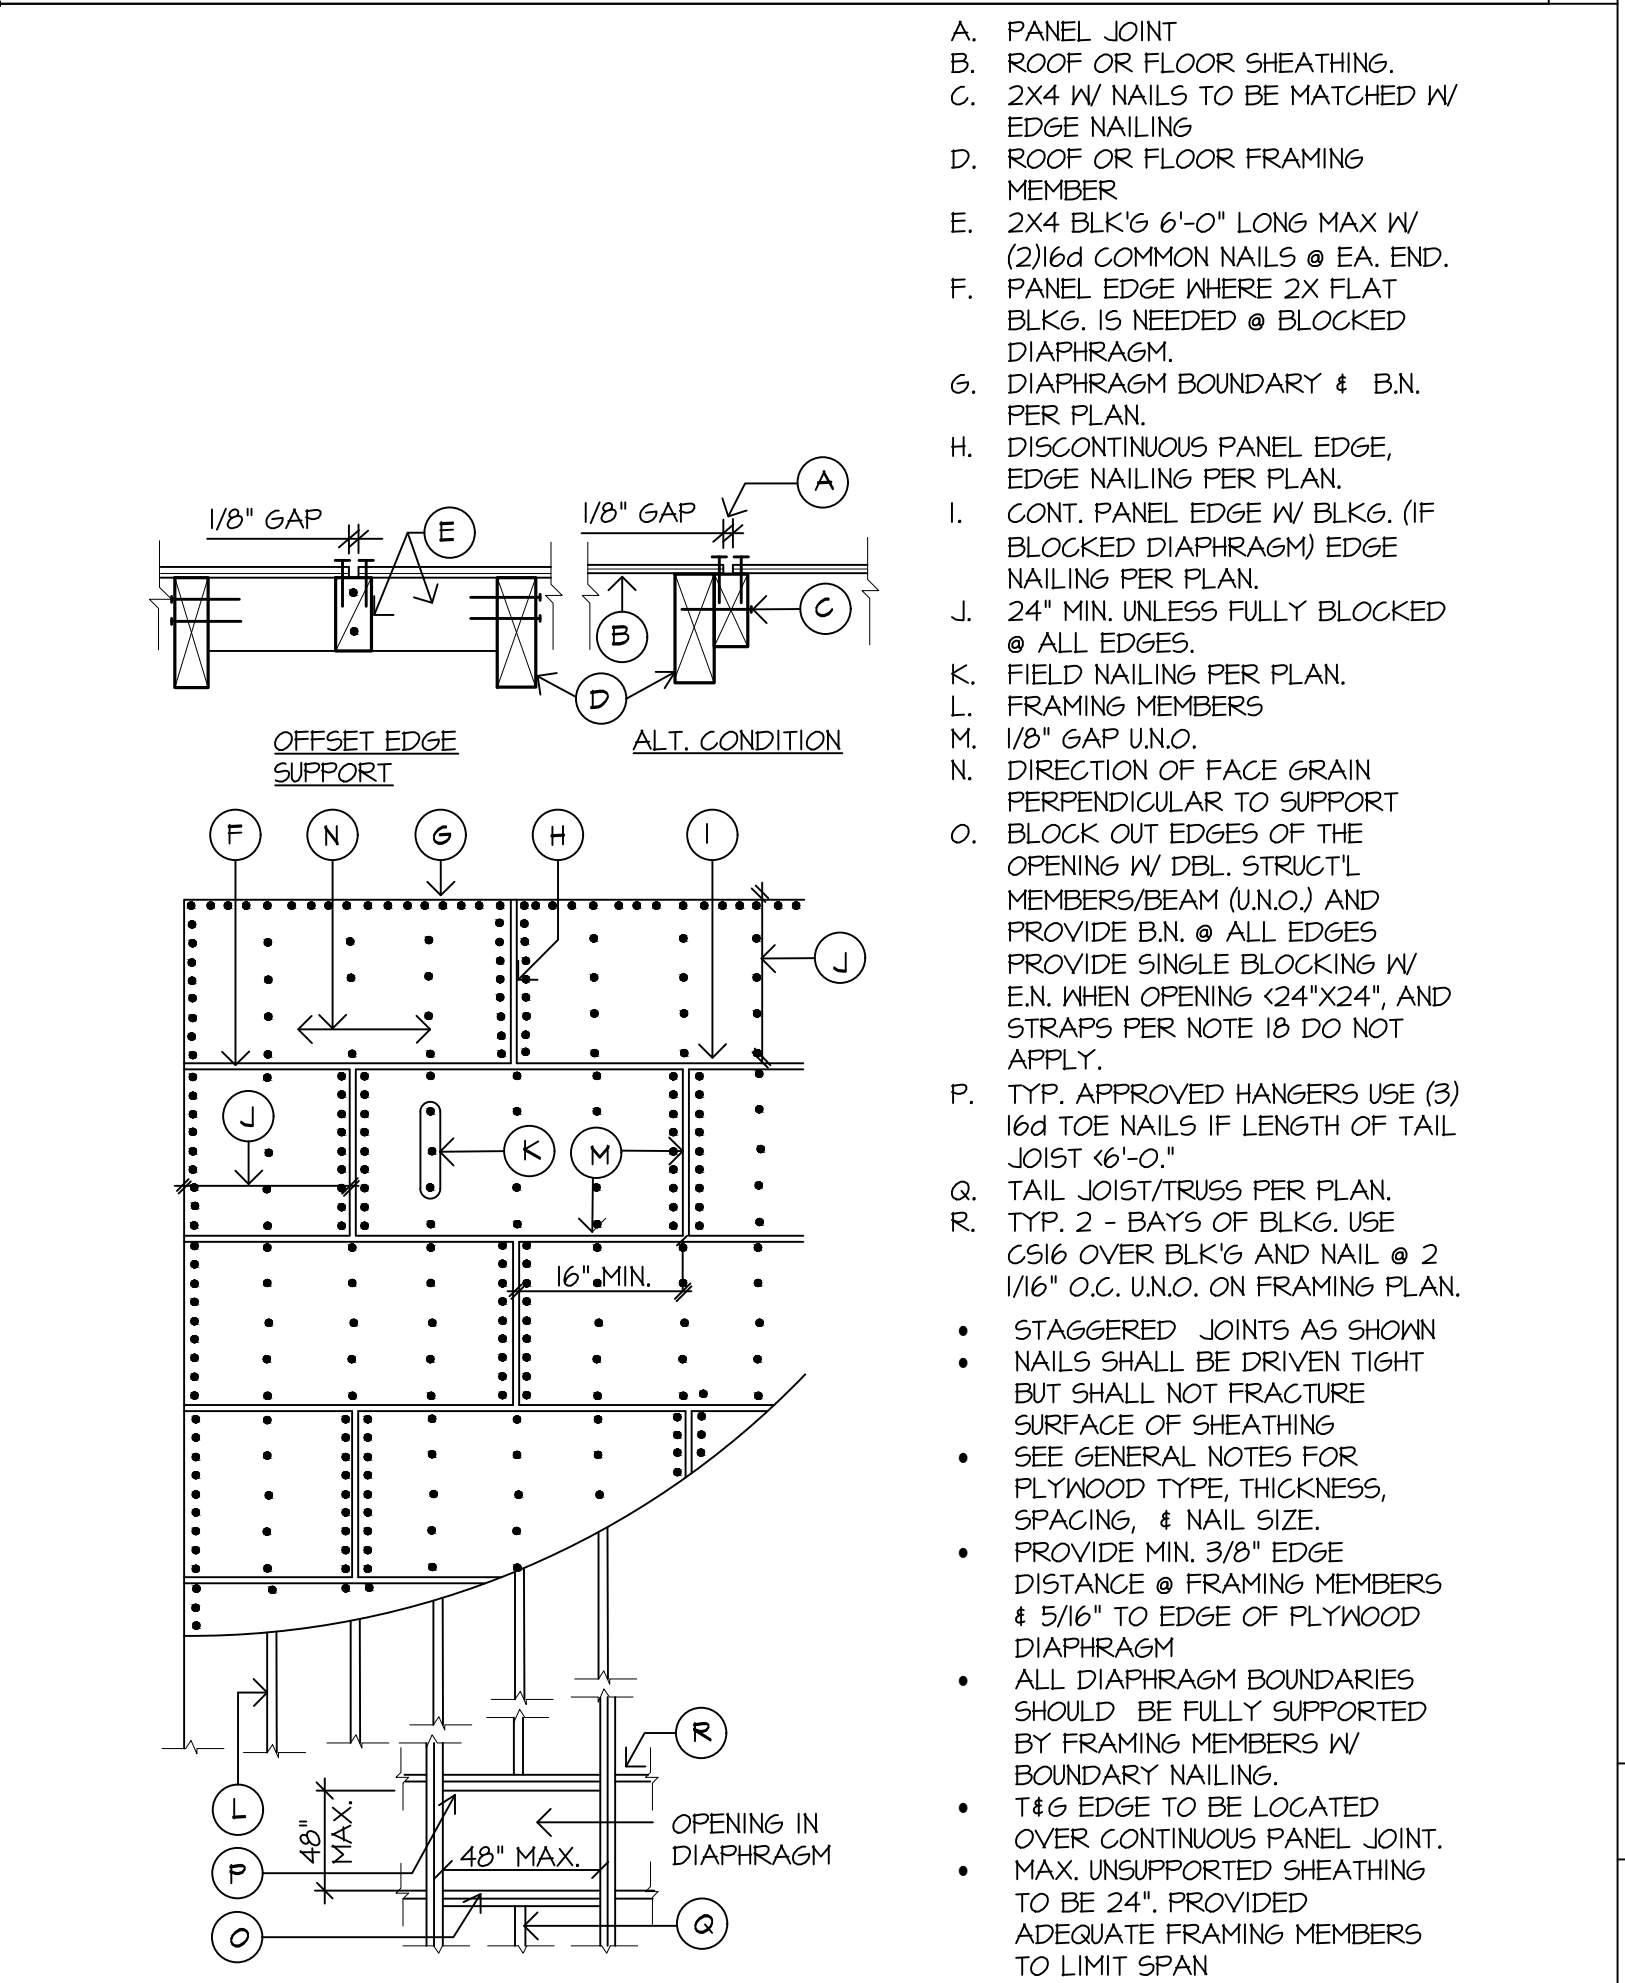 A. PANEL JOINT
B. ROOF OR FLOOR SHEATHING.
C. 2X4 W/ NAILS TO BE MATCHED W/
EDGE NAILING
D. ROOF OR FLOOR FRAMING
MEMBER
E. 2X4 BLK'G 6'-0" LONG MAX W/
(2)16d COMMON NAILS @ EA. END.
F. PANEL EDGE WHERE 2X FLAT
BLKG. IS NEEDED @ BLOCKED
DIAPHRAGM.
G. DIAPHRAGM BOUNDARY & B.N.
PER PLAN.
H. DISCONTINUOUS PANEL EDGE,
EDGE NAILING PER PLAN.
I. CONT. PANEL EDGE W/ BLKG. (IF
BLOCKED DIAPHRAGM) EDGE
NAILING PER PLAN.
J. 24" MIN. UNLESS FULLY BLOCKED
@ ALL EDGES.
K. FIELD NAILING PER PLAN.
L. FRAMING MEMBERS
M. 1/8" GAP U.N.O.
N. DIRECTION OF FACE GRAIN
PERPENDICULAR TO SUPPORT
O. BLOCK OUT EDGES OF THE
OPENING W/ DBL. STRUCT'L
MEMBERS/BEAM (U.N.O.) AND
PROVIDE B.N. @ ALL EDGES
PROVIDE SINGLE BLOCKING W/
E.N. WHEN OPENING <24"X24", AND
STRAPS PER NOTE 18 DO NOT
APPLY.
P. TYP. APPROVED HANGERS USE (3)
16d TOE NAILS IF LENGTH OF TAIL
JOIST <6'-0."
Q. TAIL JOIST/TRUSS PER PLAN.
R. TYP. 2 - BAYS OF BLKG. USE
CS16 OVER BLK'G AND NAIL @ 2
1/16" O.C. U.N.O. ON FRAMING PLAN.
• STAGGERED JOINTS AS SHOWN
• NAILS SHALL BE DRIVEN TIGHT
BUT SHALL NOT FRACTURE
SURFACE OF SHEATHING
• SEE GENERAL NOTES FOR
PLYWOOD TYPE, THICKNESS,
SPACING, & NAIL SIZE.
• PROVIDE MIN. 3/8" EDGE
DISTANCE @ FRAMING MEMBERS
& 5/16" TO EDGE OF PLYWOOD
DIAPHRAGM
• ALL DIAPHRAGM BOUNDARIES
SHOULD BE FULLY SUPPORTED
BY FRAMING MEMBERS W/
BOUNDARY NAILING.
• T&G EDGE TO BE LOCATED
OVER CONTINUOUS PANEL JOINT.
• MAX. UNSUPPORTED SHEATHING
TO BE 24". PROVIDED
ADEQUATE FRAMING MEMBERS
TO LIMIT SPAN
A
1/8" GAP
E
1/8" GAP
C
B
D
OFFSET EDGE
SUPPORT
ALT. CONDITION
F
N
G
H
I
J
J
K
M
16" MIN.
R
L
48"
MAX.
OPENING IN
DIAPHRAGM
P
48" MAX.
O
Q